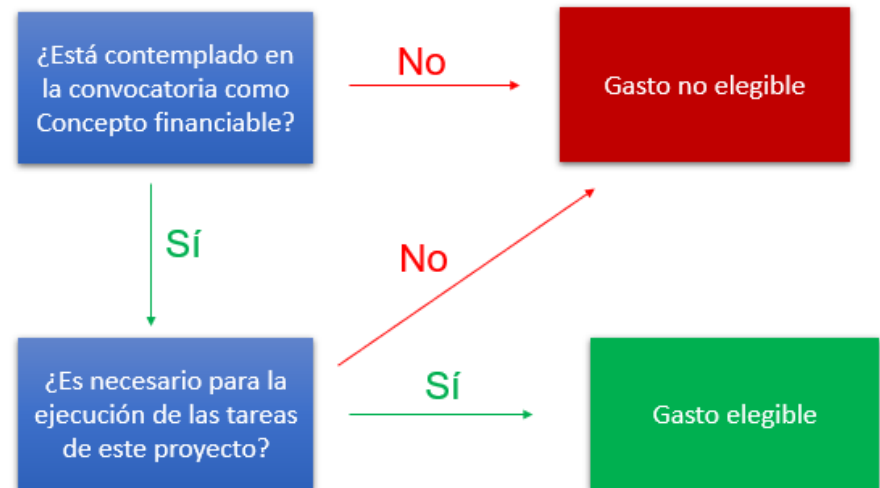 ¿Está contemplado en
la convocatoria como
Concepto financiable?
No
Gasto no elegible
Sí
No
¿Es necesario para la
ejecución de las tareas
de este proyecto?
Sí
Gasto elegible